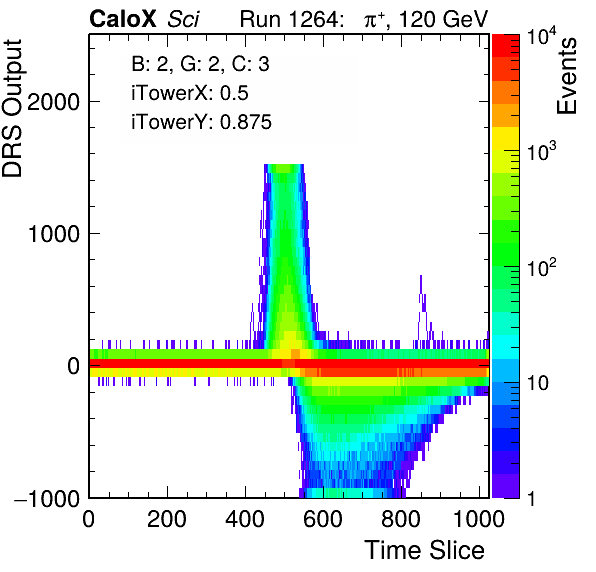 CaloX Sci Run 1264: π⁺, 120 GeV
B: 2, G: 2, C: 3
iTowerX: 0.5
iTowerY: 0.875
DRS Output
2000
1000
0
−1000
0 200 400 600 800 1000
Time Slice
Events
10⁴
10³
10²
10
1